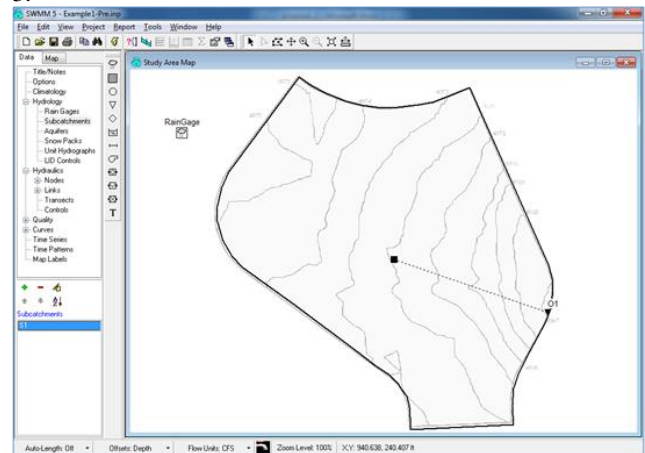 SWMM 5 - Example1-Pre.inp
File Edit View Project Report Tools Window Help
Data Map
Title/Notes
Options
Climatology
Hydrology
Rain Gages
Subcatchments
Aquifers
Snow Packs
Unit Hydrographs
LID Controls
Hydraulics
Nodes
Links
Transects
Controls
Quality
Curves
Time Series
Time Patterns
Map Labels
Subcatchments
S1
Study Area Map
RainGage
O1
T
Auto-Length: Off Offsets: Depth Flow Units: CFS Zoom Level: 100% X,Y: 940.638, 240.407 ft